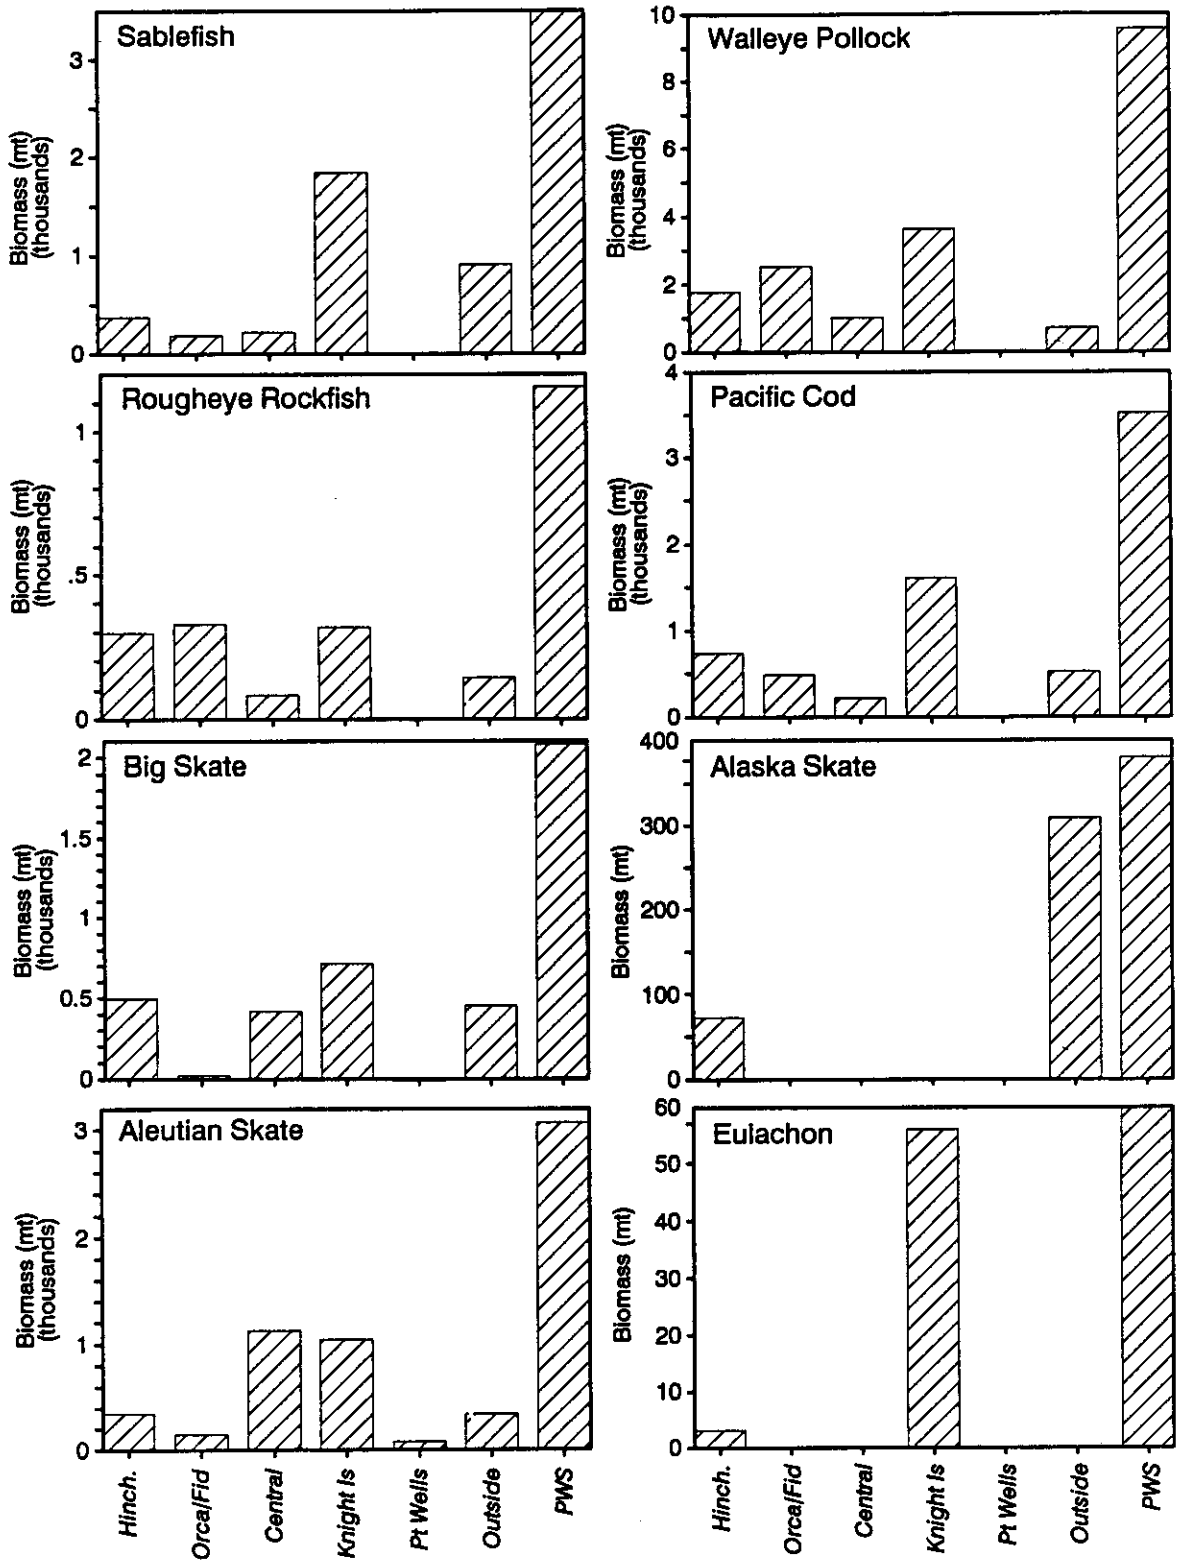 Sablefish
3
2
1
0
Biomass (mt)
(thousands)
Walleye Pollock
10
8
6
4
2
0
Biomass (mt)
(thousands)
Rougheye Rockfish
1
.5
0
Biomass (mt)
(thousands)
Pacific Cod
4
3
2
1
0
Biomass (mt)
(thousands)
Big Skate
2
1.5
1
0.5
0
Biomass (mt)
(thousands)
Alaska Skate
400
300
200
100
0
Biomass (mt)
Aleutian Skate
3
2
1
0
Biomass (mt)
(thousands)
Eulachon
60
50
40
30
20
10
0
Biomass (mt)
Hinch.
Orca/Fid
Central
Knight Is
Pt Wells
Outside
PWS
Hinch.
Orca/Fid
Central
Knight Is
Pt Wells
Outside
PWS